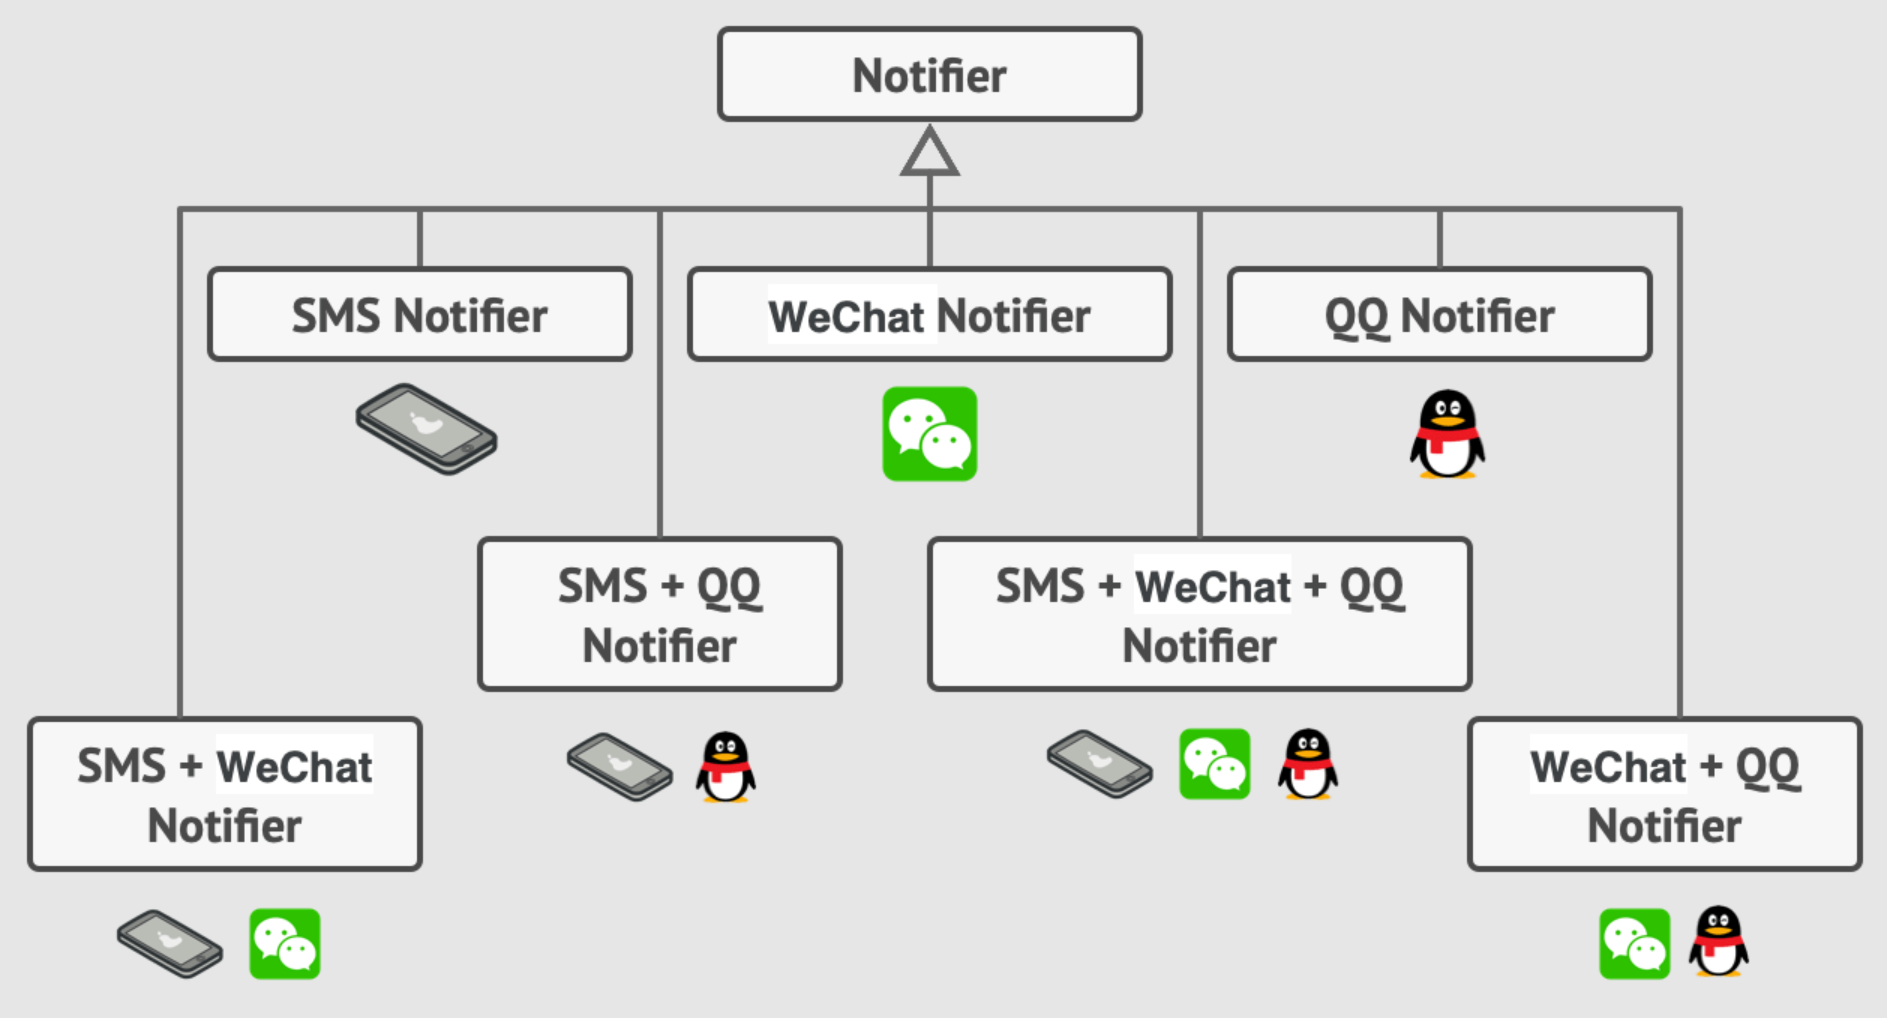 Notifier
SMS Notifier
WeChat Notifier
QQ Notifier
SMS + QQ
Notifier
SMS + WeChat + QQ
Notifier
SMS + WeChat
Notifier
WeChat + QQ
Notifier